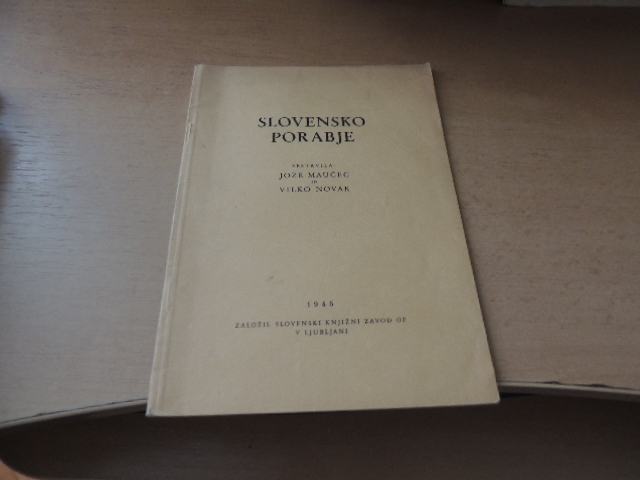 SLOVENSKO
PORABJE
SESTAVILA
JOŽE MAUČEC
IN
VILKO NOVAK
1945
ZALOŽIL SLOVENSKI KNJIŽNI ZAVOD OF
V LJUBLJANI